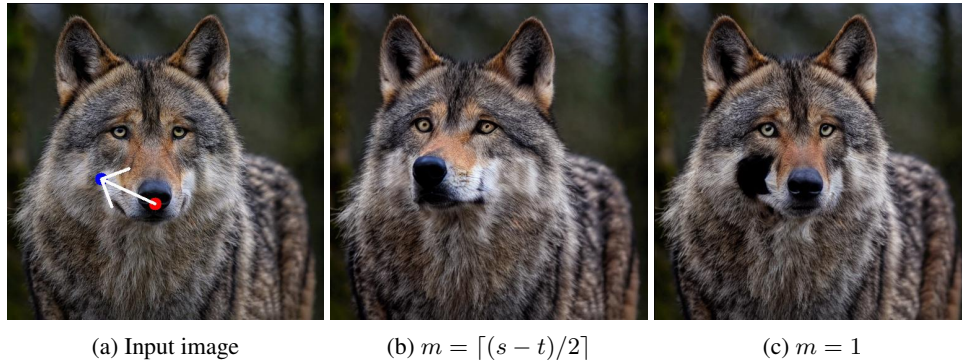 (a) Input image
(b) m = ⌈(s − t)/2⌉
(c) m = 1